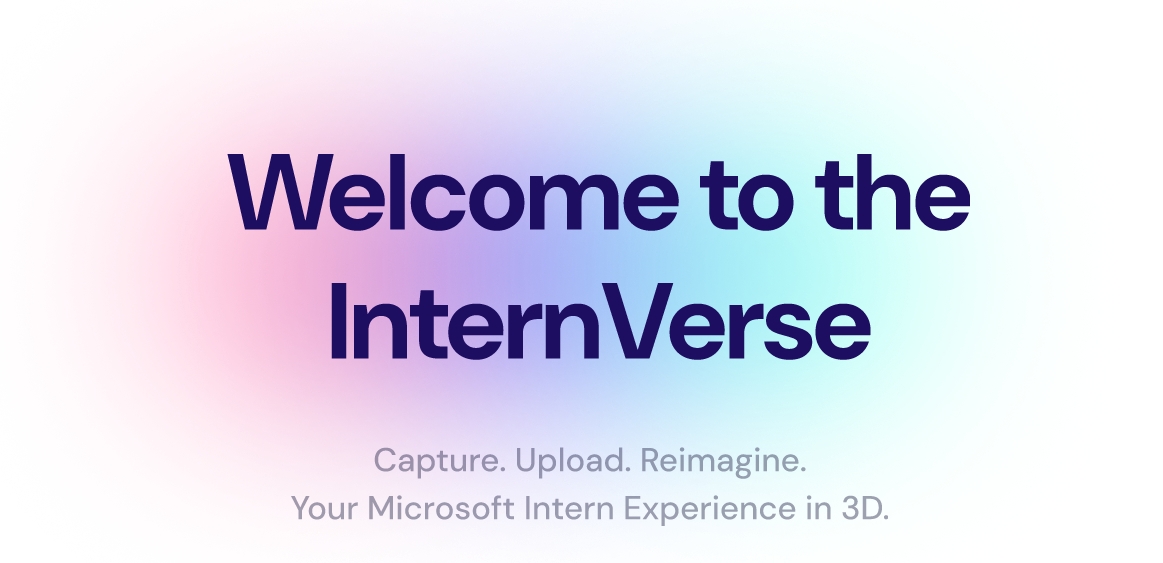 Welcome to the
InternVerse
Capture. Upload. Reimagine.
Your Microsoft Intern Experience in 3D.